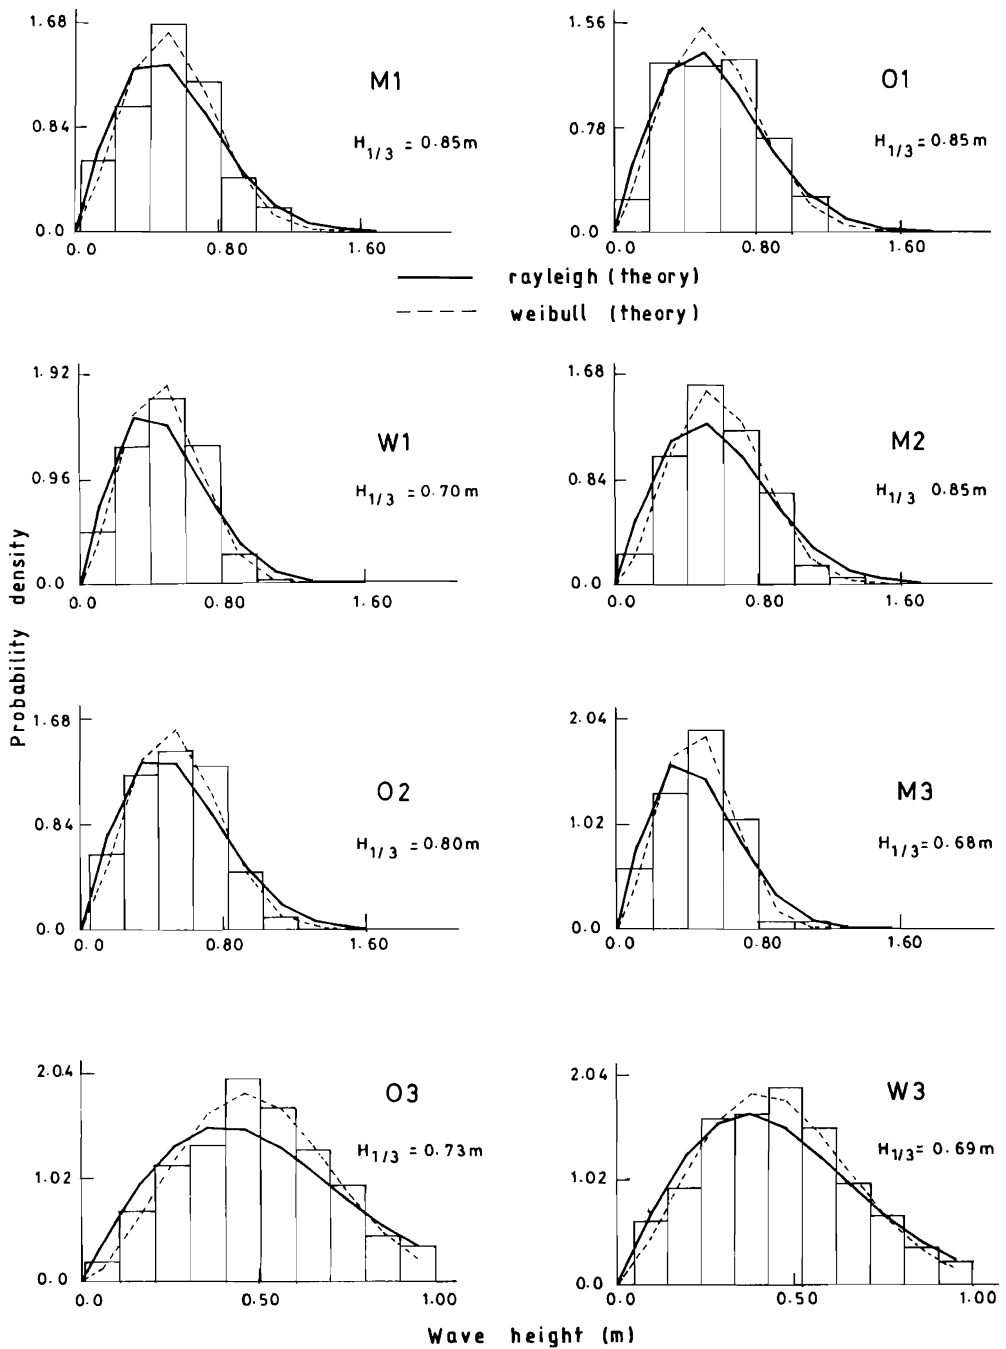 1.68
M1
0.84
H1/3 = 0.85m
0.0
0.0 0.80 1.60
1.56
O1
0.78
H1/3 = 0.85m
0.0
0.0 0.80 1.60
rayleigh (theory)
weibull (theory)
Probability density
1.92
W1
0.96
H1/3 = 0.70m
0.0
0.0 0.80 1.60
1.68
M2
0.84
H1/3 0.85m
0.0
0.0 0.80 1.60
1.68
O2
0.84
H1/3 = 0.80m
0.0
0.0 0.80 1.60
2.04
M3
1.02
H1/3 = 0.68m
0.0
0.0 0.80 1.60
2.04
O3
1.02
H1/3 = 0.73m
0.0
0.0 0.50 1.00
2.04
W3
1.02
H1/3 = 0.69m
0.0
0.0 0.50 1.00
Wave height (m)